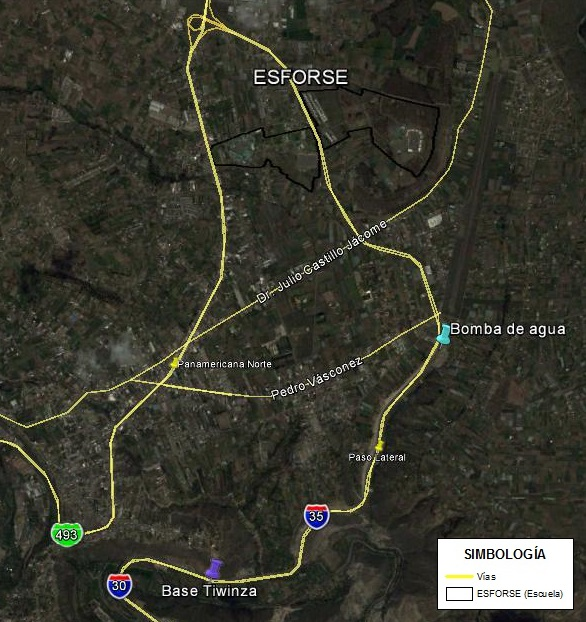 ESFORSE
Dr. Julio Castillo Jácome
Bomba de agua
Panamericana Norte
Pedro Vásconez
Paso Lateral
35
493
30
Base Tiwinza
SIMBOLOGÍA
Vías
ESFORSE (Escuela)